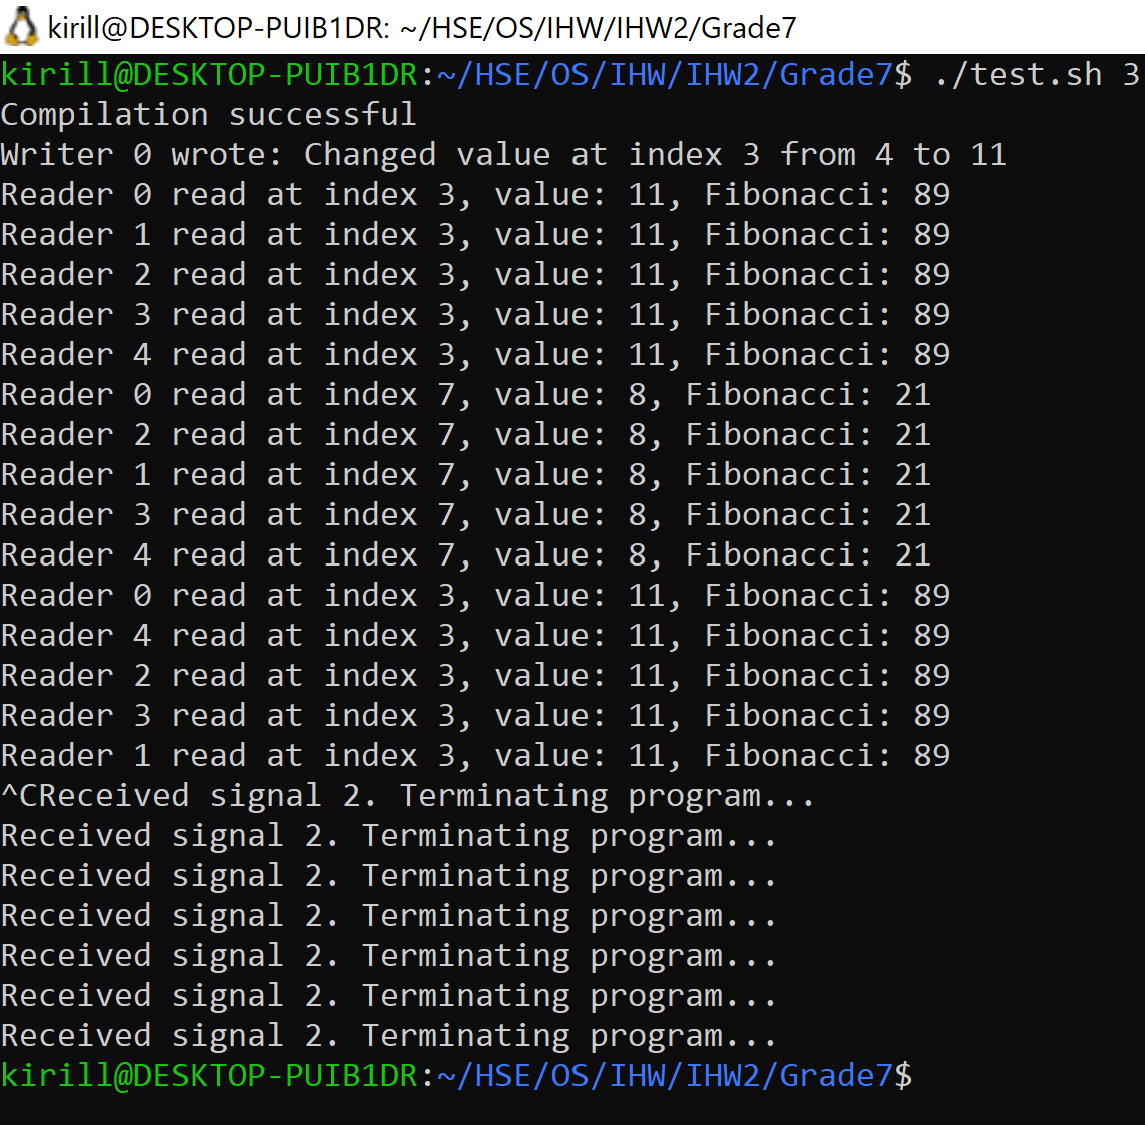 kirill@DESKTOP-PUIB1DR: ~/HSE/OS/IHW/IHW2/Grade7
kirill@DESKTOP-PUIB1DR:~/HSE/OS/IHW/IHW2/Grade7$ ./test.sh 3
Compilation successful
Writer 0 wrote: Changed value at index 3 from 4 to 11
Reader 0 read at index 3, value: 11, Fibonacci: 89
Reader 1 read at index 3, value: 11, Fibonacci: 89
Reader 2 read at index 3, value: 11, Fibonacci: 89
Reader 3 read at index 3, value: 11, Fibonacci: 89
Reader 4 read at index 3, value: 11, Fibonacci: 89
Reader 0 read at index 7, value: 8, Fibonacci: 21
Reader 2 read at index 7, value: 8, Fibonacci: 21
Reader 1 read at index 7, value: 8, Fibonacci: 21
Reader 3 read at index 7, value: 8, Fibonacci: 21
Reader 4 read at index 7, value: 8, Fibonacci: 21
Reader 0 read at index 3, value: 11, Fibonacci: 89
Reader 4 read at index 3, value: 11, Fibonacci: 89
Reader 2 read at index 3, value: 11, Fibonacci: 89
Reader 3 read at index 3, value: 11, Fibonacci: 89
Reader 1 read at index 3, value: 11, Fibonacci: 89
^CReceived signal 2. Terminating program...
Received signal 2. Terminating program...
Received signal 2. Terminating program...
Received signal 2. Terminating program...
Received signal 2. Terminating program...
Received signal 2. Terminating program...
Received signal 2. Terminating program...
kirill@DESKTOP-PUIB1DR:~/HSE/OS/IHW/IHW2/Grade7$